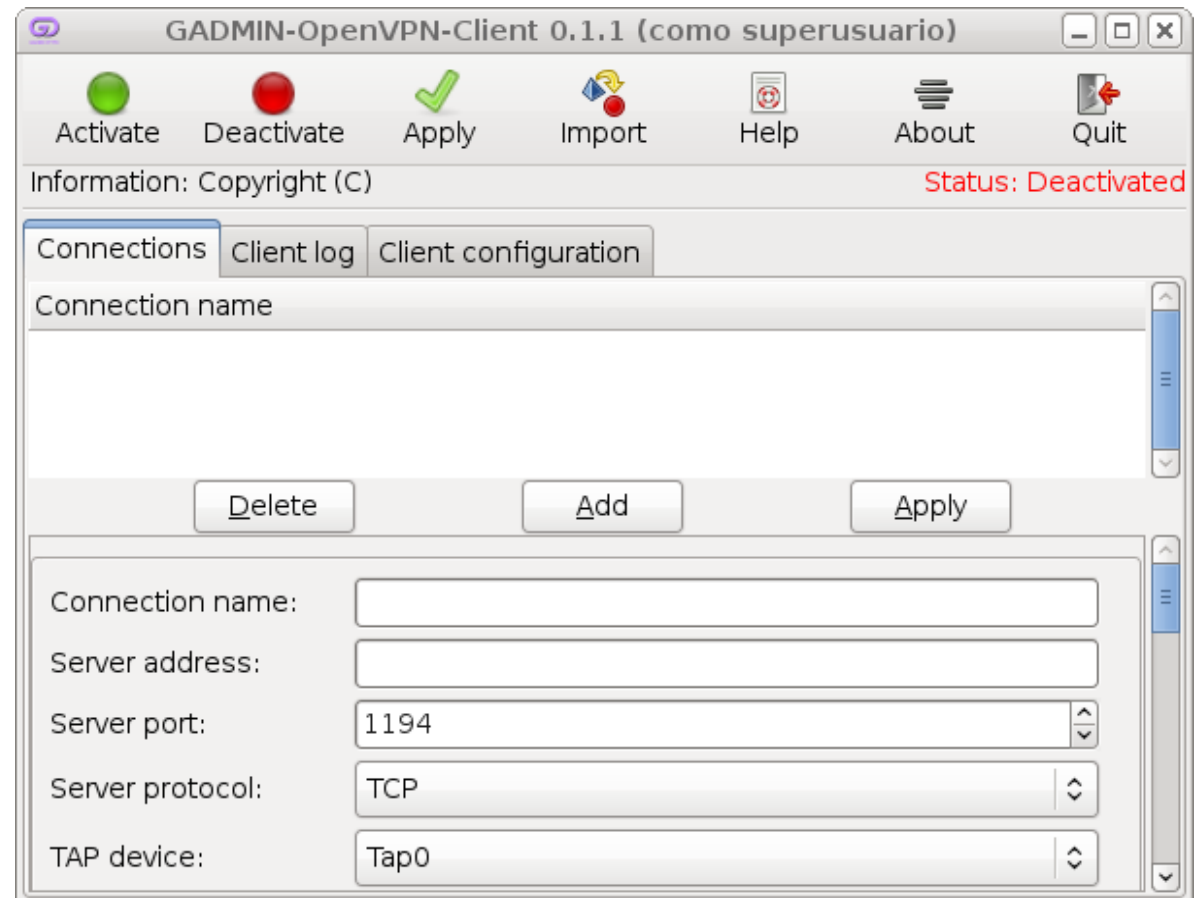 GADMIN-OpenVPN-Client 0.1.1 (como superusuario)
Activate Deactivate Apply Import Help About Quit
Information: Copyright (C) Status: Deactivated
Connections Client log Client configuration
Connection name
Delete Add Apply
Connection name:
Server address:
Server port: 1194
Server protocol: TCP
TAP device: Tap0